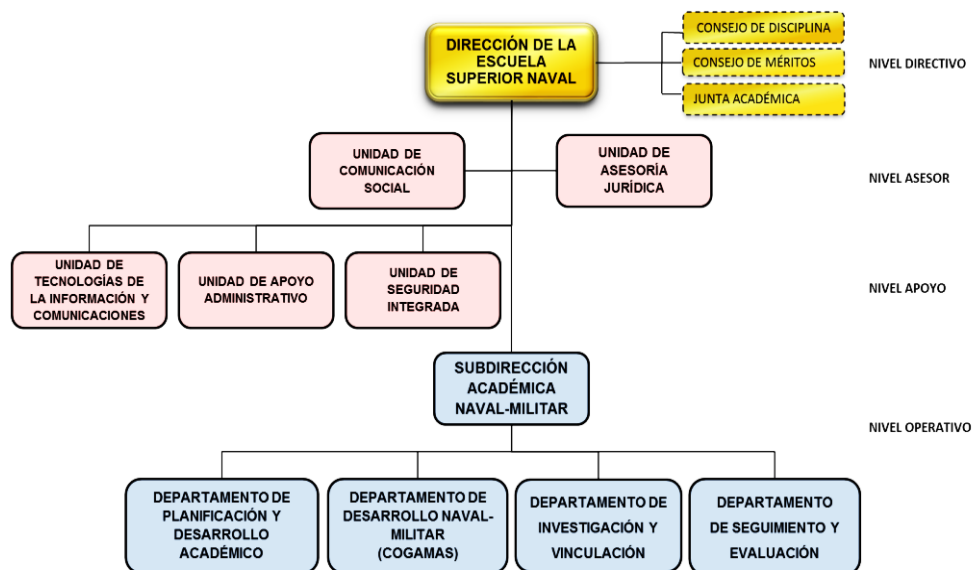 DIRECCIÓN DE LA
ESCUELA
SUPERIOR NAVAL
CONSEJO DE DISCIPLINA
CONSEJO DE MÉRITOS
JUNTA ACADÉMICA
NIVEL DIRECTIVO
UNIDAD DE
COMUNICACIÓN
SOCIAL
UNIDAD DE
ASESORÍA
JURÍDICA
NIVEL ASESOR
UNIDAD DE
TECNOLOGÍAS DE
LA INFORMACIÓN Y
COMUNICACIONES
UNIDAD DE APOYO
ADMINISTRATIVO
UNIDAD DE
SEGURIDAD
INTEGRADA
NIVEL APOYO
SUBDIRECCIÓN
ACADÉMICA
NAVAL-MILITAR
NIVEL OPERATIVO
DEPARTAMENTO DE
PLANIFICACIÓN Y
DESARROLLO
ACADÉMICO
DEPARTAMENTO DE
DESARROLLO NAVAL-
MILITAR
(COGAMAS)
DEPARTAMENTO DE
INVESTIGACIÓN Y
VINCULACIÓN
DEPARTAMENTO
DE SEGUIMIENTO Y
EVALUACIÓN